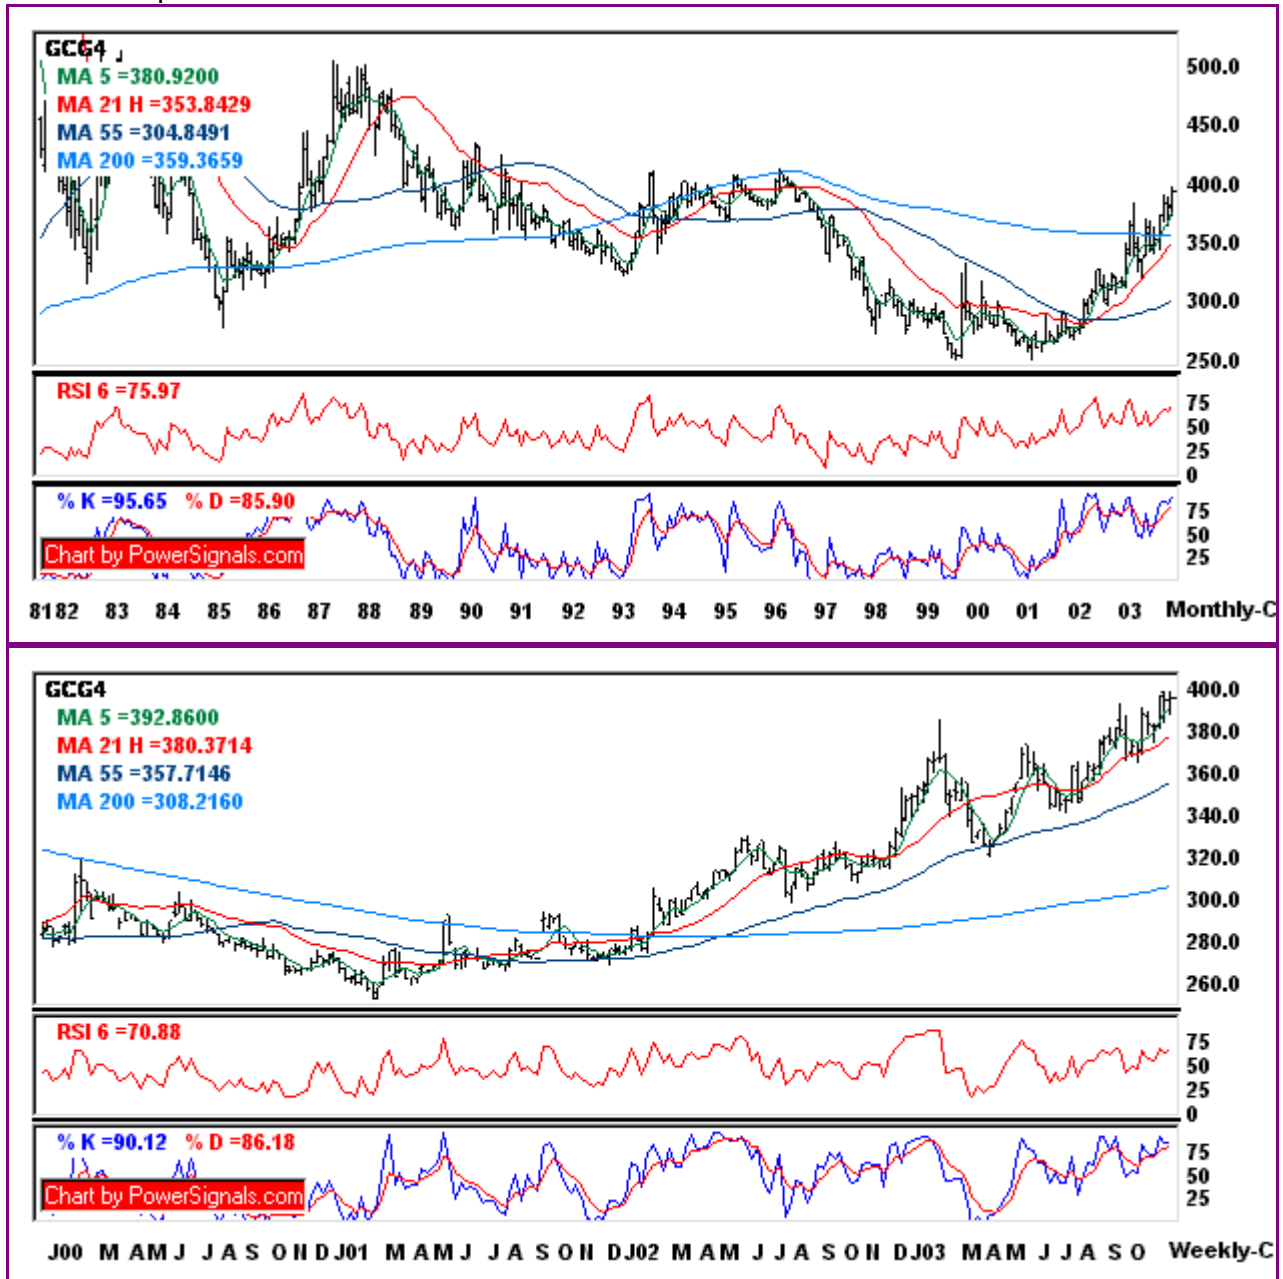 GCG4
MA 5 =380.9200
MA 21 H =353.8429
MA 55 =304.8491
MA 200 =359.3659
500.0
450.0
400.0
350.0
300.0
250.0
RSI 6 =75.97
75
50
25
0
% K =95.65 % D =85.90
75
50
25
Chart by PowerSignals.com
81 82 83 84 85 86 87 88 89 90 91 92 93 94 95 96 97 98 99 00 01 02 03 Monthly-C
GCG4
MA 5 =392.8600
MA 21 H =380.3714
MA 55 =357.7146
MA 200 =308.2160
400.0
380.0
360.0
340.0
320.0
300.0
280.0
260.0
RSI 6 =70.88
75
50
25
0
% K =90.12 % D =86.18
75
50
25
Chart by PowerSignals.com
J00 M A M J J A S O N D J01 M A M J J A S O N D J02 M A M J J A S O N D J03 M A M J J A S O Weekly-C